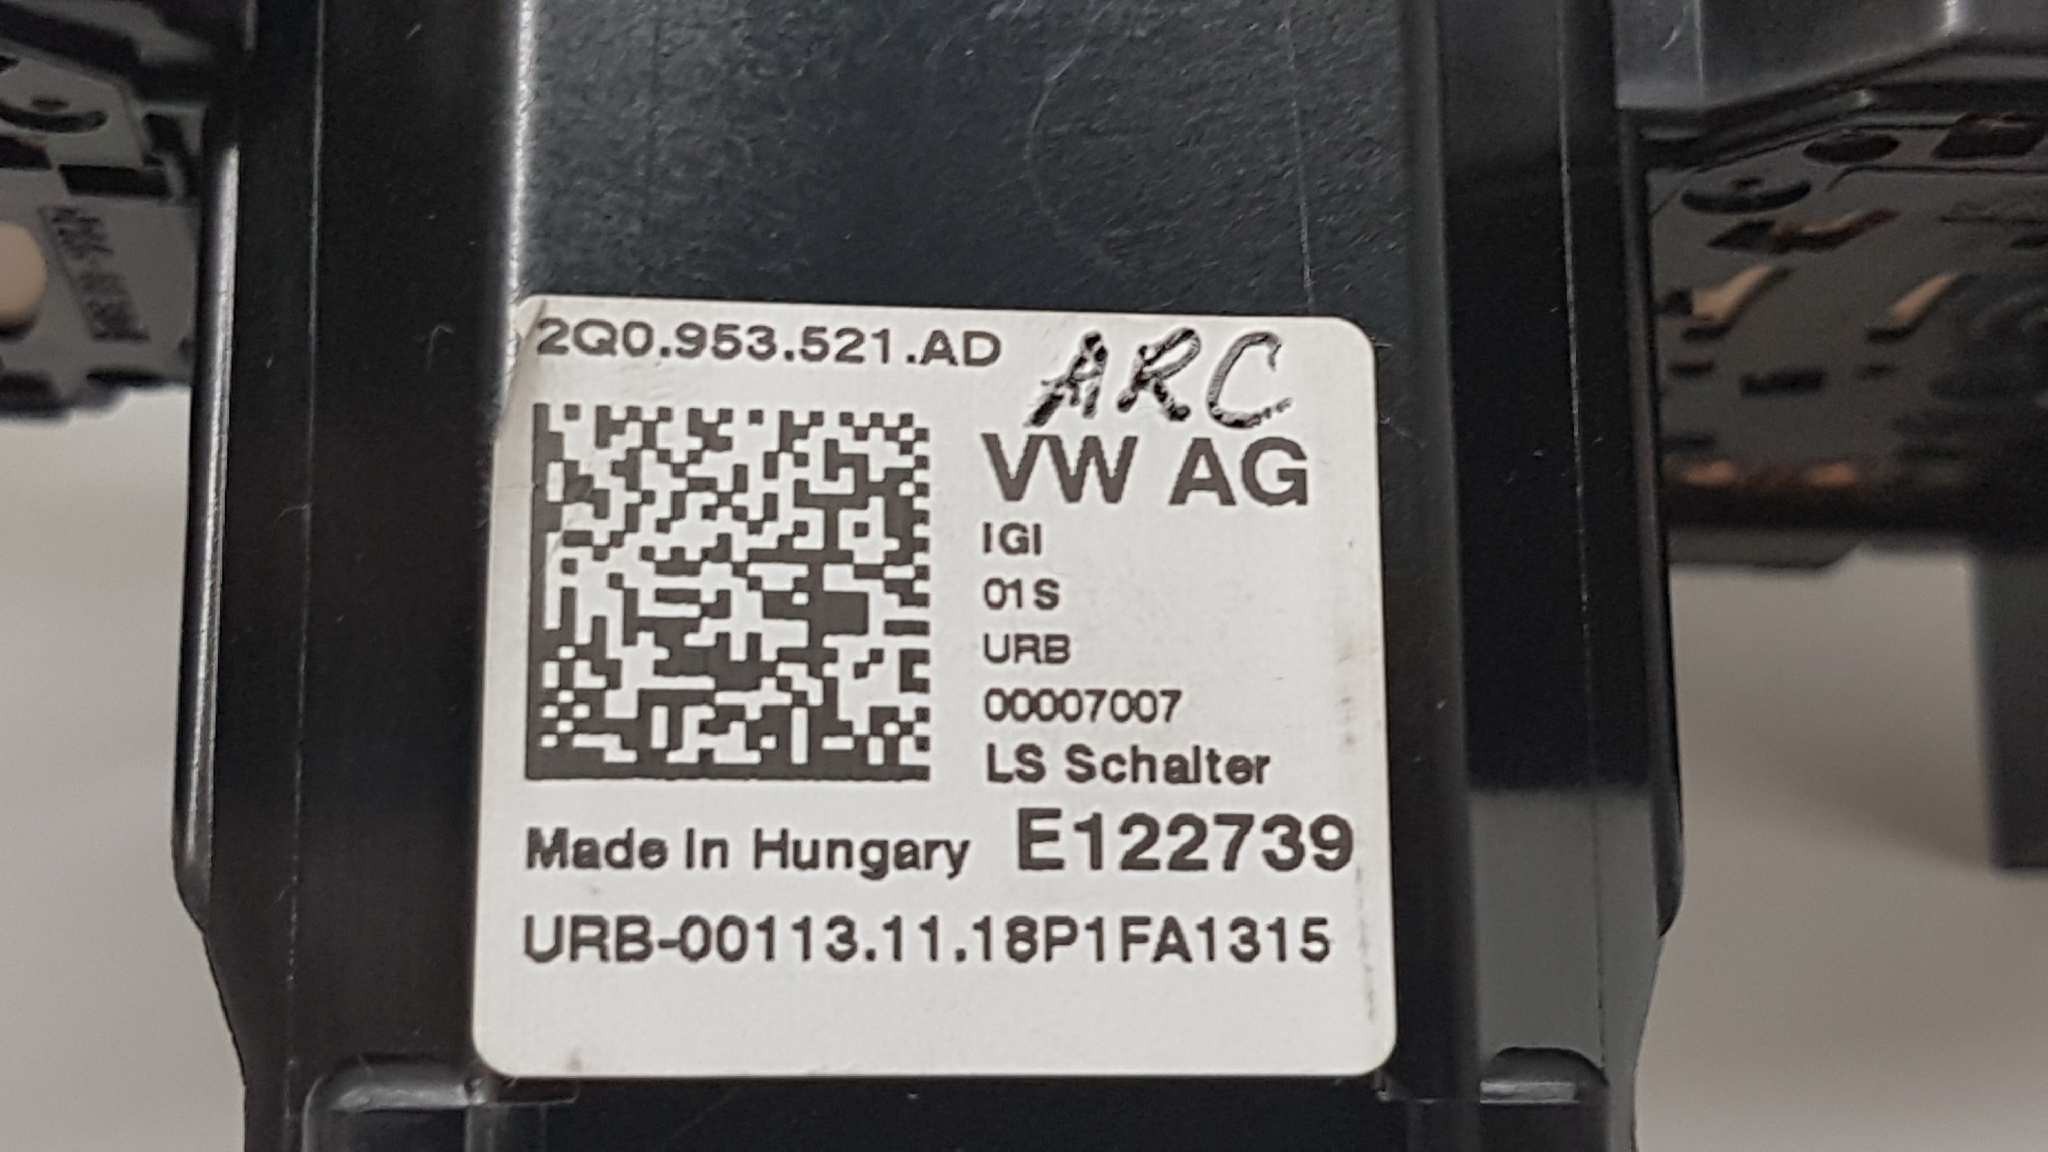 2Q0.953.521.AD
ARC
VW AG
IGI
01S
URB
00007007
LS Schalter
Made In Hungary E122739
URB-00113.11.18P1FA1315